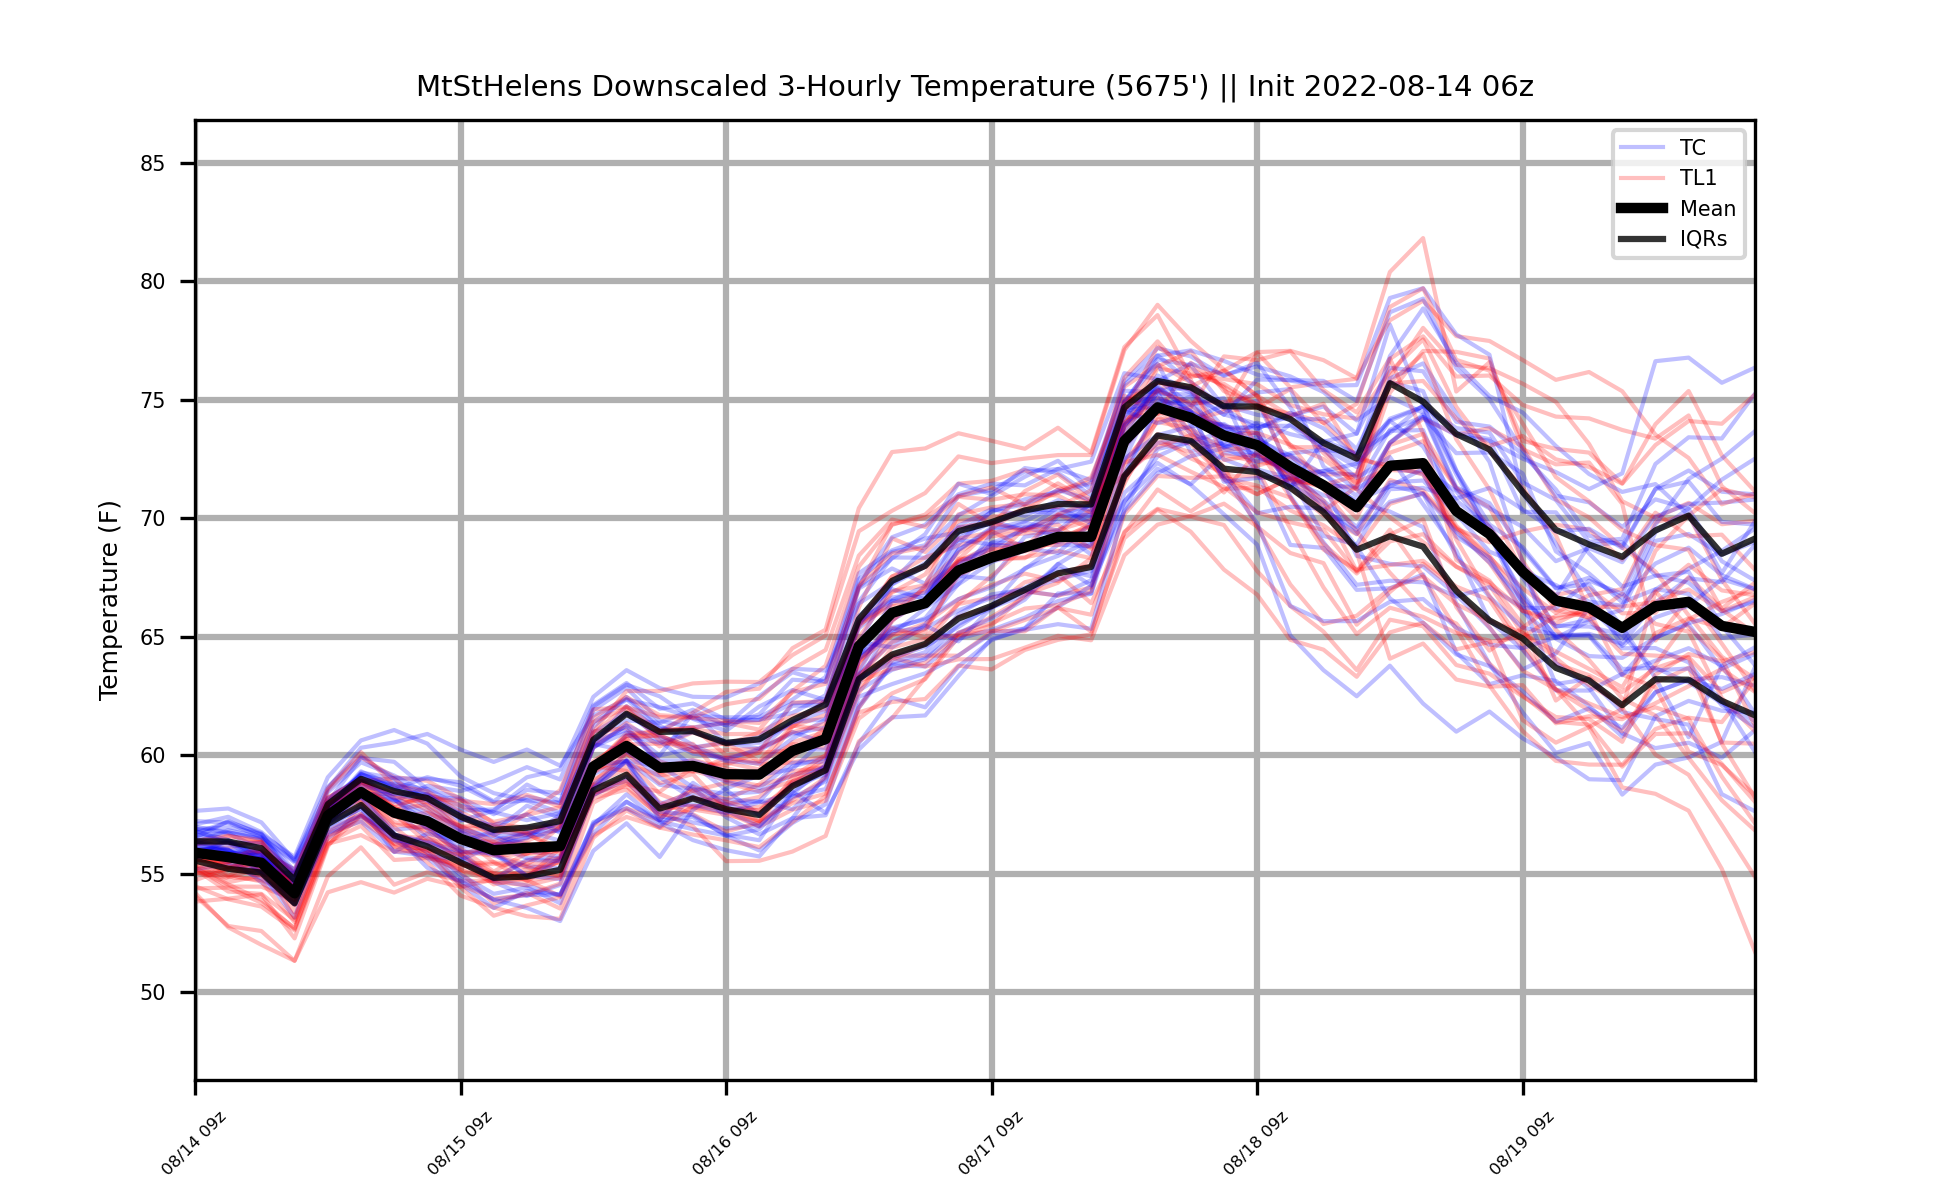 MtStHelens Downscaled 3-Hourly Temperature (5675') || Init 2022-08-14 06z
TC
TL1
Mean
IQRs
Temperature (F)
85
80
75
70
65
60
55
50
08/14 09z
08/15 09z
08/16 09z
08/17 09z
08/18 09z
08/19 09z